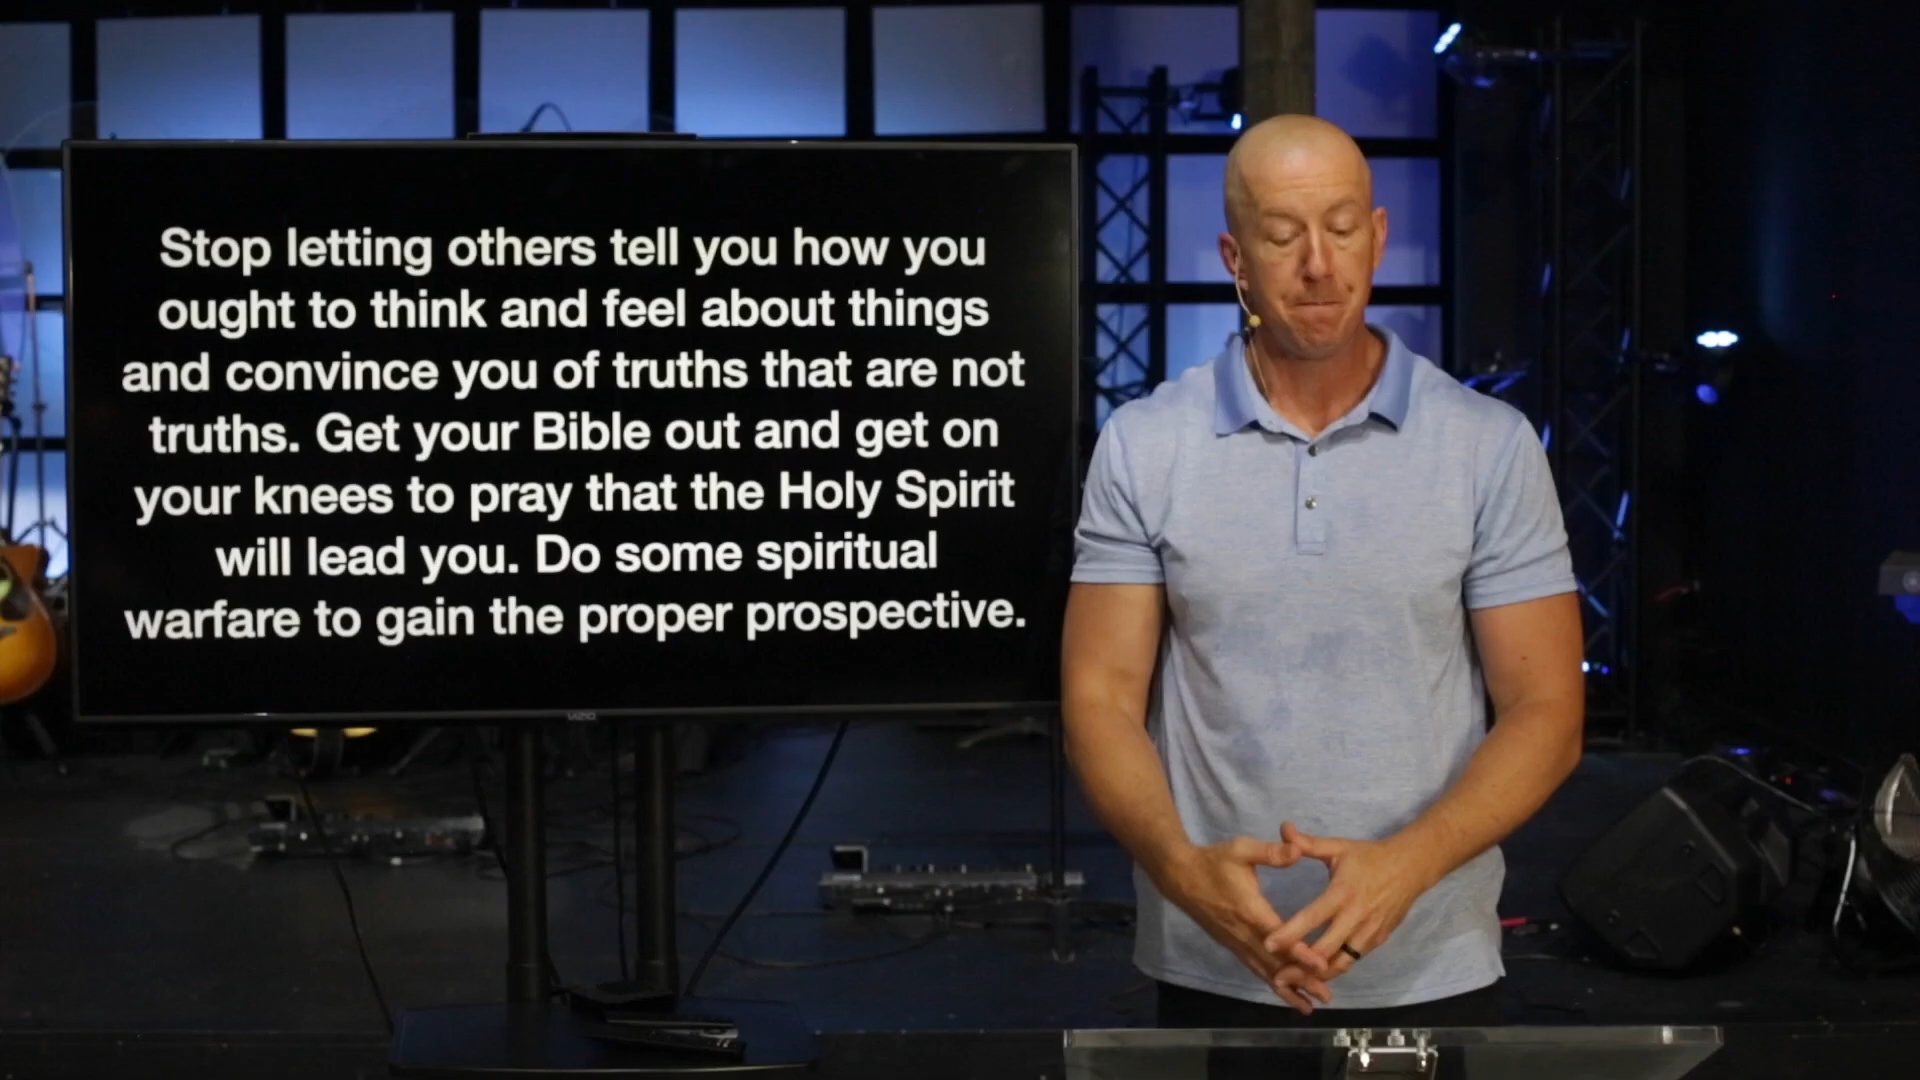 Stop letting others tell you how you
ought to think and feel about things
and convince you of truths that are not
truths. Get your Bible out and get on
your knees to pray that the Holy Spirit
will lead you. Do some spiritual
warfare to gain the proper prospective.
VIZIO